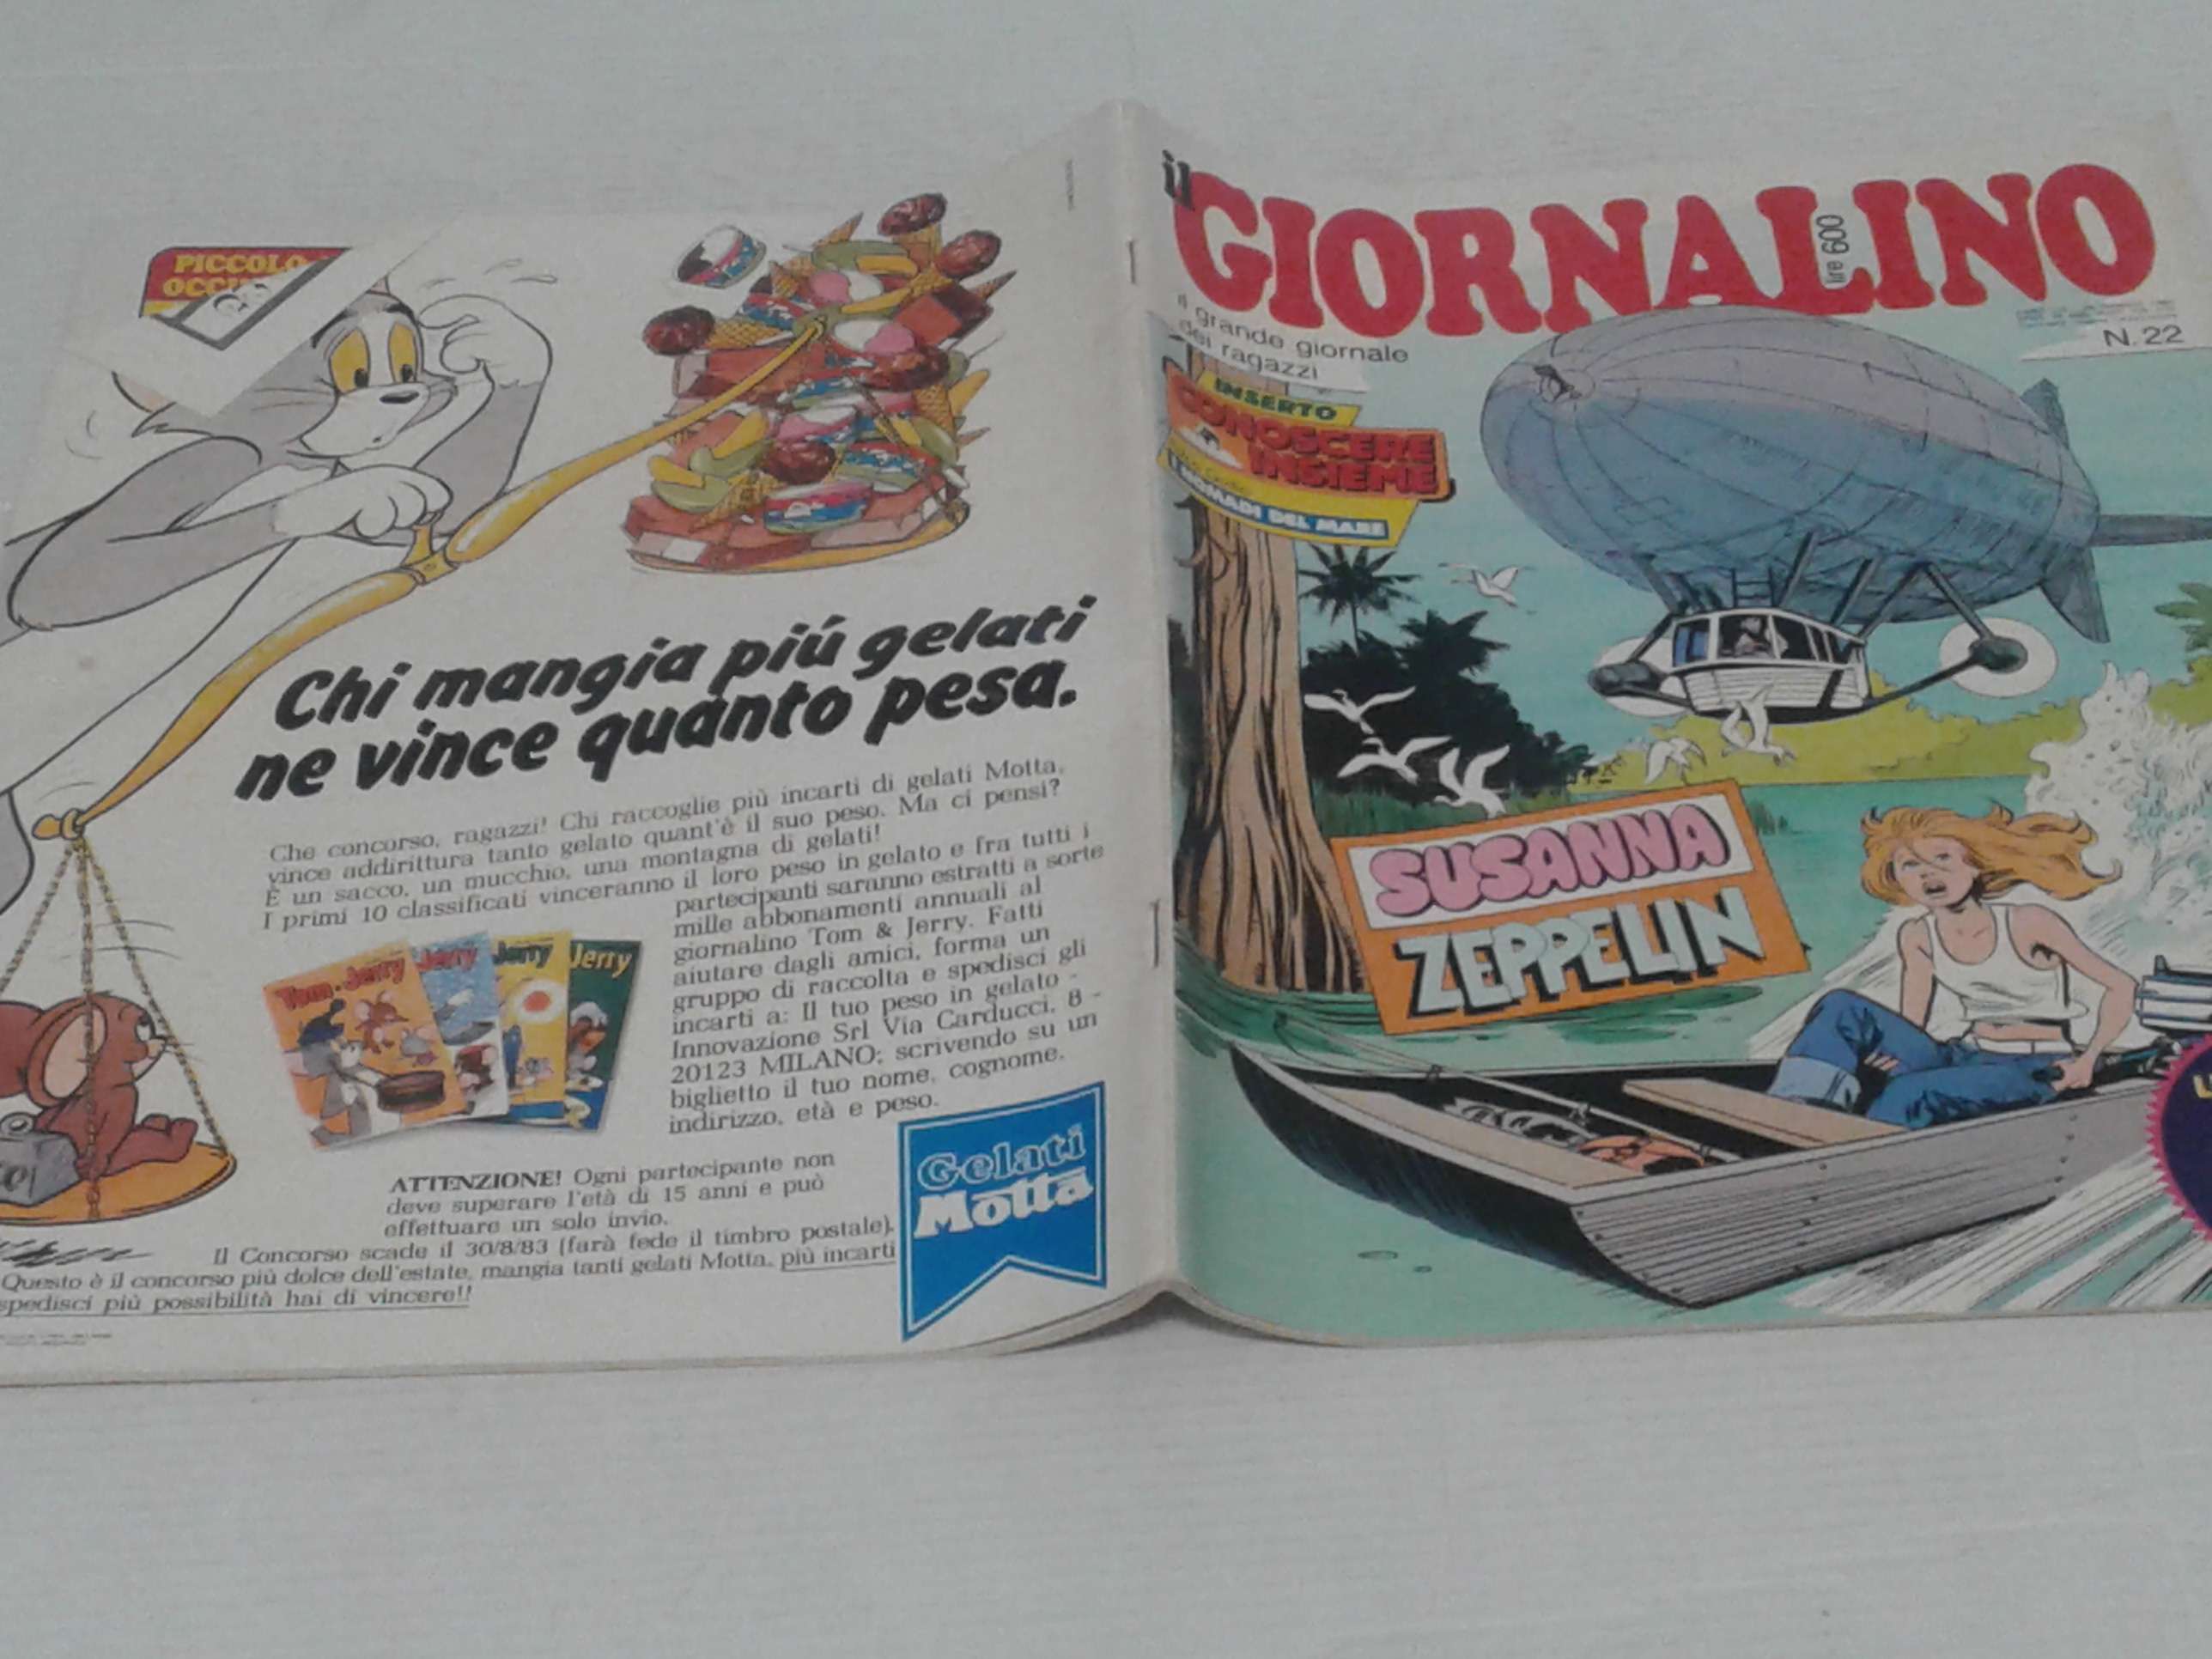 PICCOLO
Chi mangia piú gelati
ne vince quanto pesa.
Che concorso, ragazzi! Chi raccoglie più incarti di gelati Motta,
vince addirittura tanto gelato quant'è il suo peso. Ma ci pensi?
È un sacco, un mucchio, una montagna di gelati!
I primi 10 classificati vinceranno il loro peso in gelato e fra tutti i
partecipanti saranno estratti a sorte
mille abbonamenti annuali al
giornalino Tom & Jerry. Fatti
aiutare dagli amici, forma un
gruppo di raccolta e spedisci gli
incarti a: Il tuo peso in gelato -
Innovazione Srl Via Carducci, 8 -
20123 MILANO; scrivendo su un
biglietto il tuo nome, cognome,
indirizzo, età e peso.
Tom & Jerry
Jerry
Jerry
Jerry
ATTENZIONE! Ogni partecipante non
deve superare l'età di 15 anni e può
effettuare un solo invio.
Il Concorso scade il 30/8/83 (farà fede il timbro postale).
Questo è il concorso più dolce dell'estate, mangia tanti gelati Motta, più incarti
spedisci più possibilità hai di vincere!!
Gelati
Motta
il GIORNALINO
lire 600
il grande giornale
dei ragazzi
N.22
INSERTO
CONOSCERE
INSIEME
I NOMADI DEL MARE
SUSANNA
ZEPPELIN